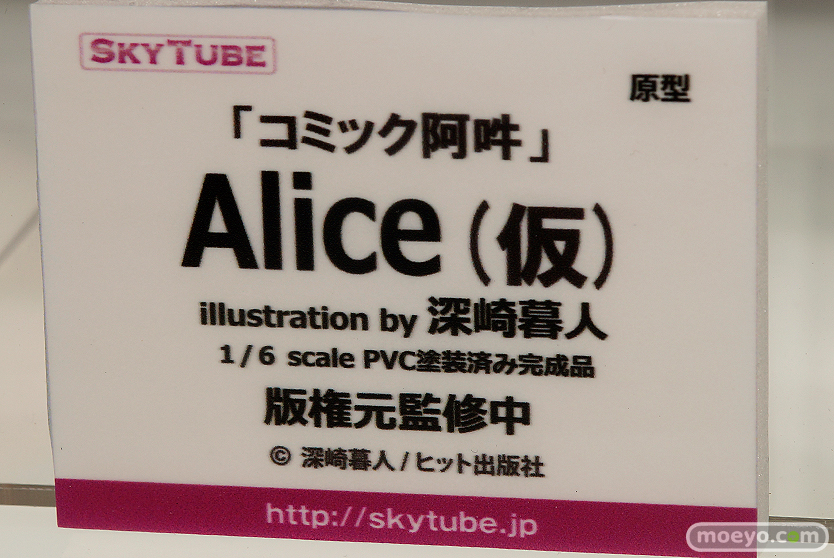 SKYTUBE
原型
「コミック阿吽」
Alice（仮）
illustration by 深崎暮人
1/6 scale PVC塗装済み完成品
版権元監修中
© 深崎暮人/ヒット出版社
http://skytube.jp
moeyo.com